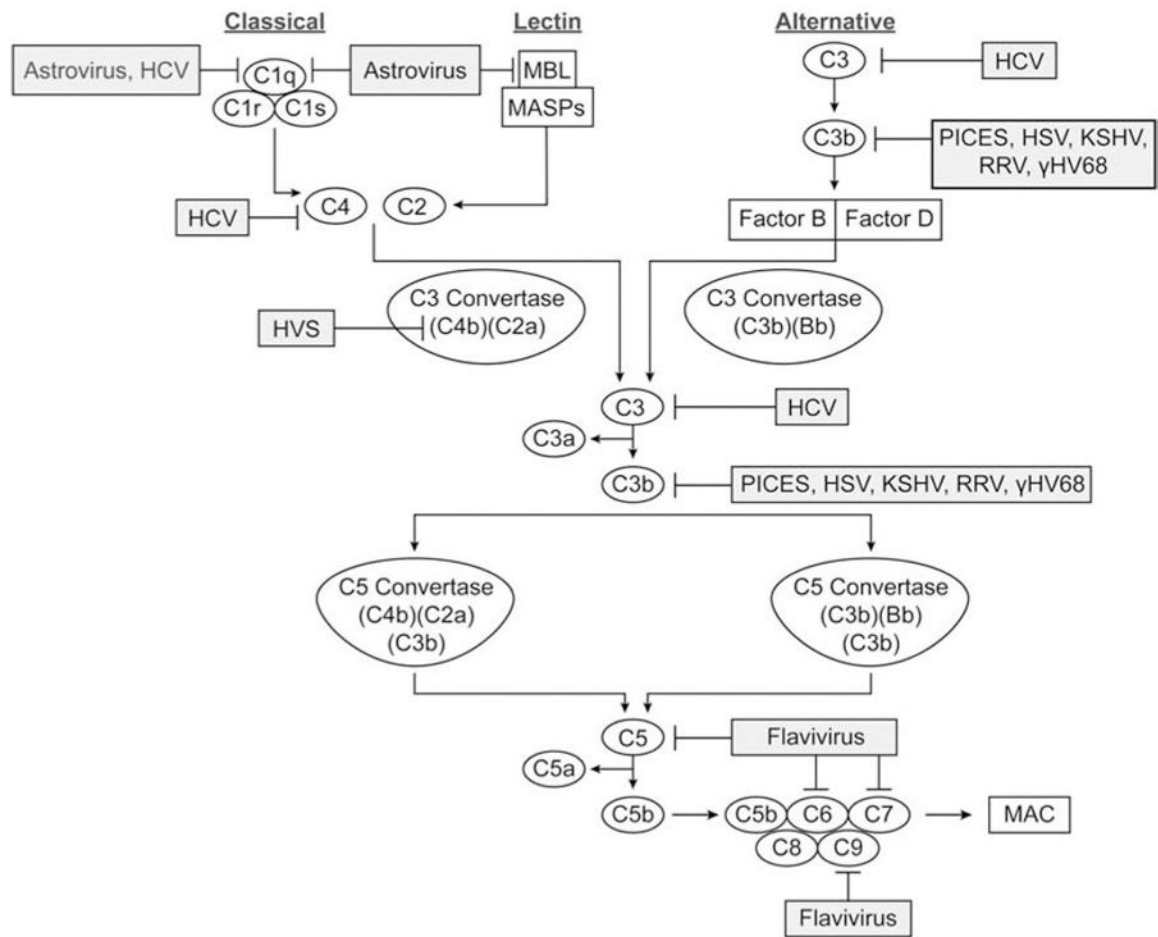 Classical
Lectin
Alternative
Astrovirus, HCV
C1q
C1r
C1s
Astrovirus
MBL
MASPs
C3
HCV
C3b
PICES, HSV, KSHV,
RRV, γHV68
HCV
C4
C2
Factor B
Factor D
C3 Convertase
(C4b)(C2a)
HVS
C3 Convertase
(C3b)(Bb)
C3
HCV
C3a
C3b
PICES, HSV, KSHV, RRV, γHV68
C5 Convertase
(C4b)(C2a)
(C3b)
C5 Convertase
(C3b)(Bb)
(C3b)
C5
Flavivirus
C5a
C5b
C5b
C6
C7
C8
C9
MAC
Flavivirus